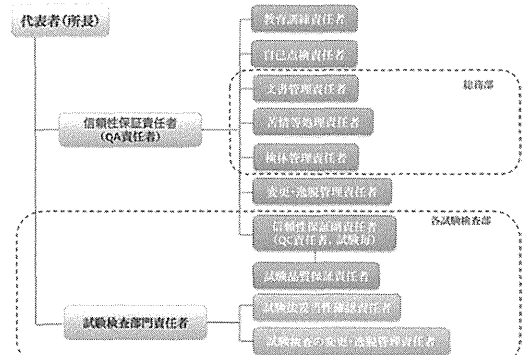 代表者(所長)
教育訓練責任者
自己点検責任者
文書管理責任者
総務部
信頼性保証責任者
(QA責任者)
苦情等処理責任者
検体管理責任者
変更・逸脱管理責任者
信頼性保証副責任者
(QC責任者、試験毎)
各試験検査部
試験品質保証責任者
試験検査部門責任者
試験法妥当性確認責任者
試験検査の変更・逸脱管理責任者